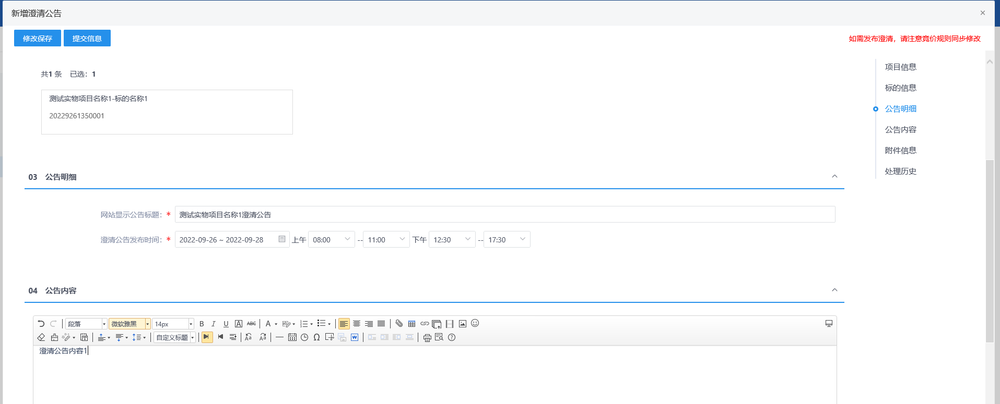 新增澄清公告
修改保存 提交信息 如需发布澄清，请注意竞价规则同步修改
共1 条 已选：1
测试实物项目名称1-标的名称1
20229261350001
项目信息
标的信息
公告明细
公告内容
附件信息
处理历史
03 公告明细
网站显示公告标题：* 测试实物项目名称1澄清公告
澄清公告发布时间：* 2022-09-26 ~ 2022-09-28 上午 08:00 -- 11:00 下午 12:30 -- 17:30
04 公告内容
段落 微软雅黑 14px B I U A ABC A
自定义标题
澄清公告内容1